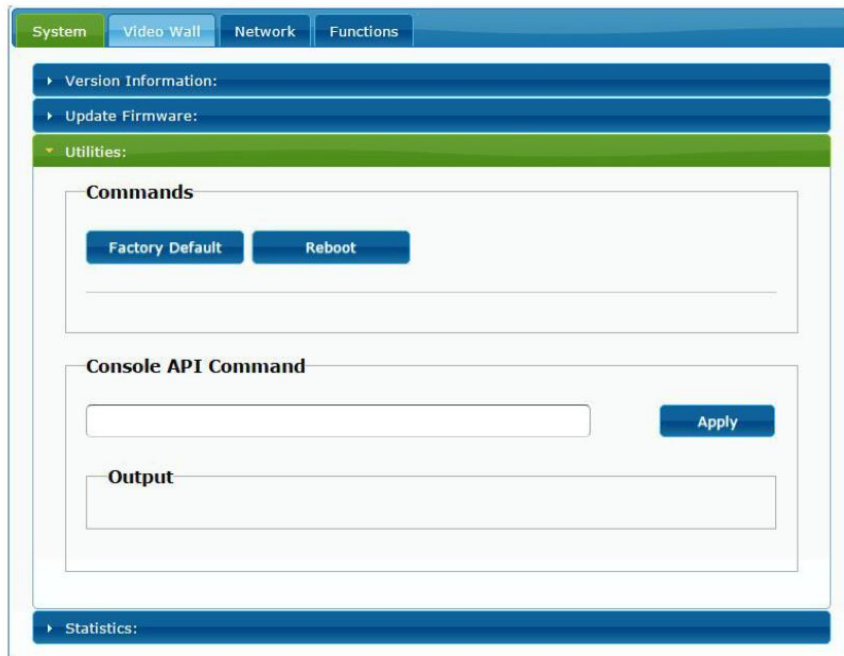 System Video Wall Network Functions
Version Information:
Update Firmware:
Utilities:
Commands
Factory Default Reboot
Console API Command
Apply
Output
Statistics: